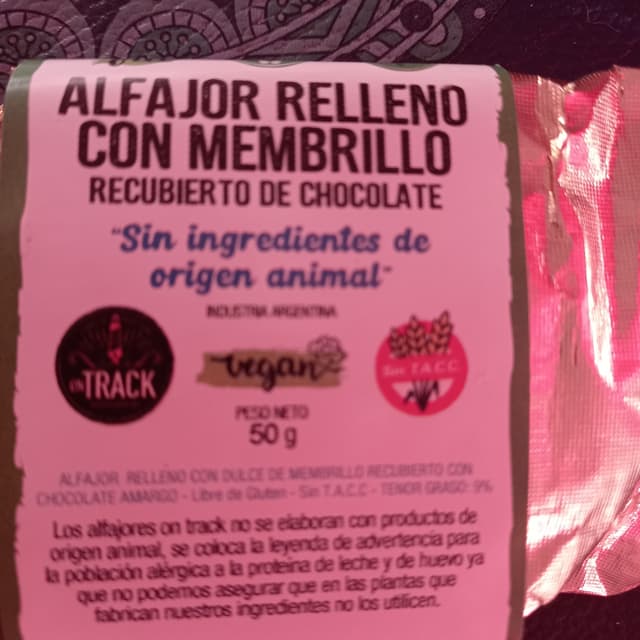 ALFAJOR RELLENO
CON MEMBRILLO
RECUBIERTO DE CHOCOLATE
"Sin ingredientes de
origen animal"
INDUSTRIA ARGENTINA
ON TRACK
vegan
Sin T.A.C.C
PESO NETO
50 g
ALFAJOR RELLENO CON DULCE DE MEMBRILLO RECUBIERTO CON
CHOCOLATE AMARGO - Libre de Gluten - Sin T.A.C.C - TENOR GRASO: 9%
Los alfajores on track no se elaboran con productos de
origen animal, se coloca la leyenda de advertencia para
la población alérgica a la proteina de leche y de huevo ya
que no podemos asegurar que en las plantas que
fabrican nuestros ingredientes no los utilicen.